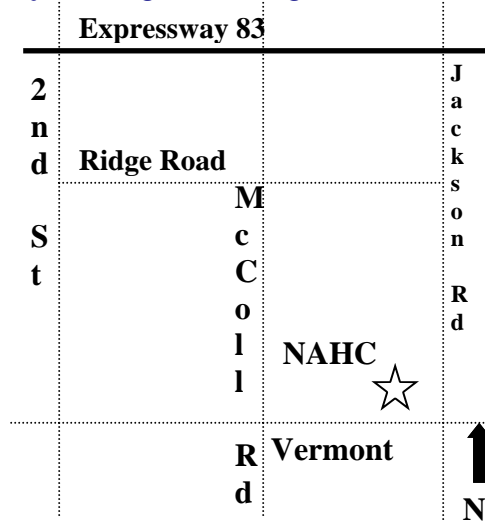 Expressway 83
2nd St
Jackson Rd
Ridge Road
McColl Rd
NAHC
Vermont
N